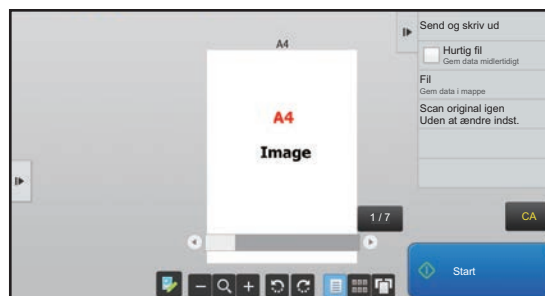 A4
A4
Image
1 / 7
Send og skriv ud
Hurtig fil
Gem data midlertidigt
Fil
Gem data i mappe
Scan original igen
Uden at ændre indst.
CA
Start